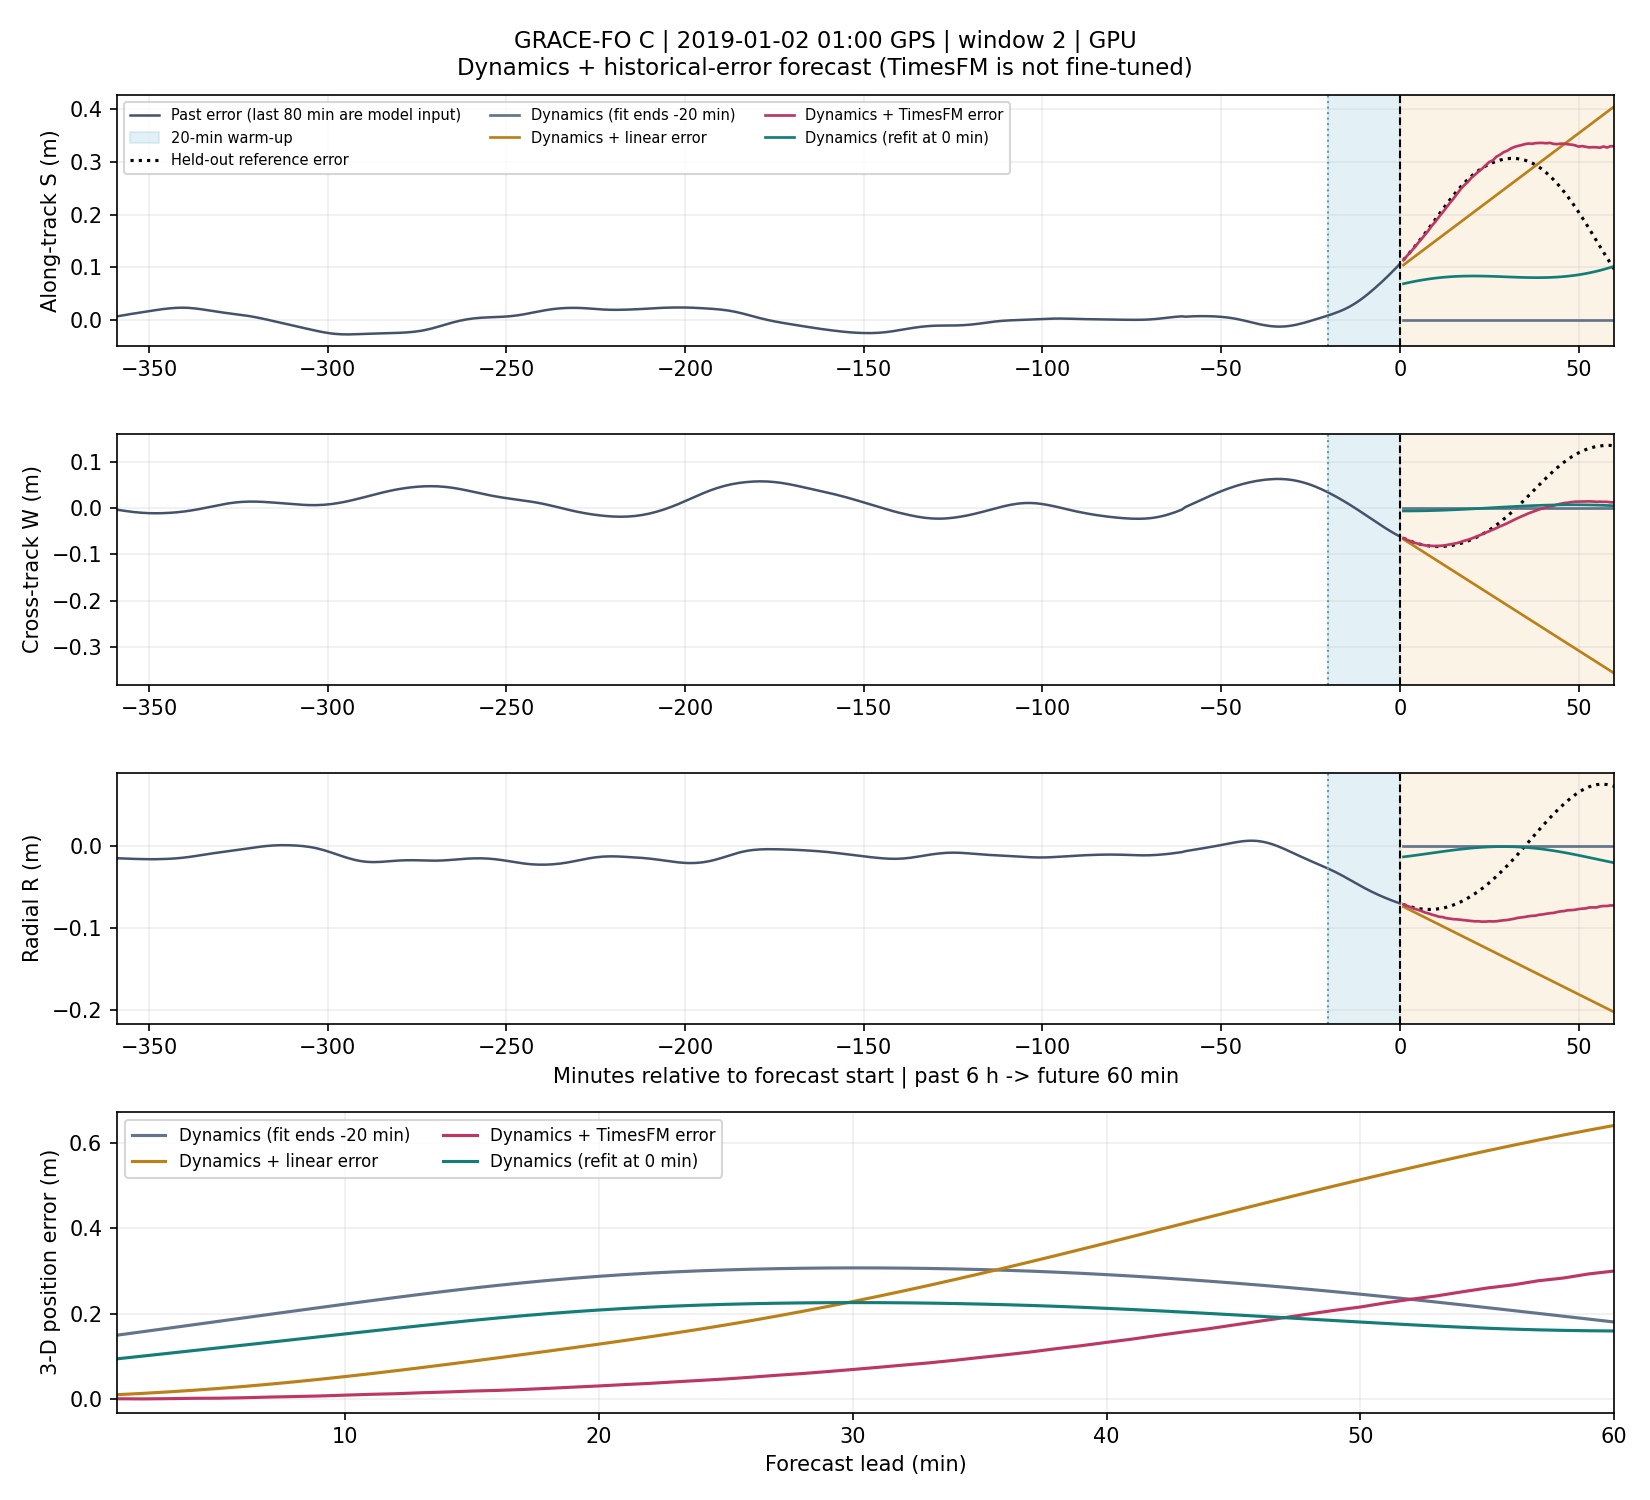 GRACE-FO C | 2019-01-02 01:00 GPS | window 2 | GPU
Dynamics + historical-error forecast (TimesFM is not fine-tuned)
Along-track S (m)
0.4
0.3
0.2
0.1
0.0
Past error (last 80 min are model input)
20-min warm-up
Held-out reference error
Dynamics (fit ends -20 min)
Dynamics + linear error
Dynamics + TimesFM error
Dynamics (refit at 0 min)
−350 −300 −250 −200 −150 −100 −50 0 50
Cross-track W (m)
0.1
0.0
−0.1
−0.2
−0.3
−350 −300 −250 −200 −150 −100 −50 0 50
Radial R (m)
0.0
−0.1
−0.2
−350 −300 −250 −200 −150 −100 −50 0 50
Minutes relative to forecast start | past 6 h -> future 60 min
3-D position error (m)
0.6
0.4
0.2
0.0
Dynamics (fit ends -20 min)
Dynamics + linear error
Dynamics + TimesFM error
Dynamics (refit at 0 min)
10 20 30 40 50 60
Forecast lead (min)